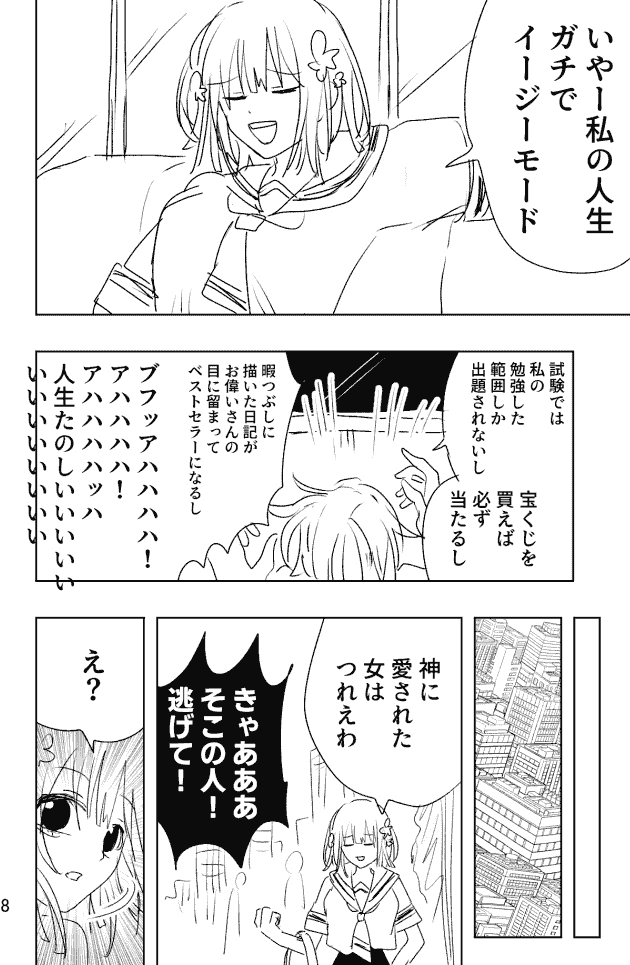 いやー私の人生
ガチで
イージーモード
試験では
私の
勉強した
範囲しか
出題されないし
宝くじを
買えば
必ず
当たるし
暇つぶしに
描いた日記が
お偉いさんの
目に留まって
ベストセラーになるし
ブフッアハハハハ！
アハハハハ！
アハハハハッハ
人生たのしいいいいいい
いいいいいいいい
神に
愛された
女は
つれえわ
きゃあああ
そこの人！
逃げて！
え？
8